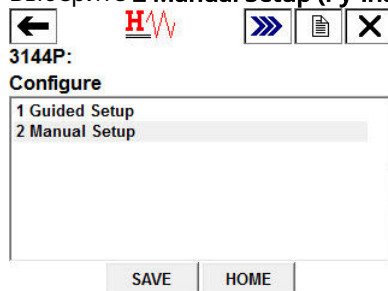 3144P:
Configure
1 Guided Setup
2 Manual Setup
SAVE HOME